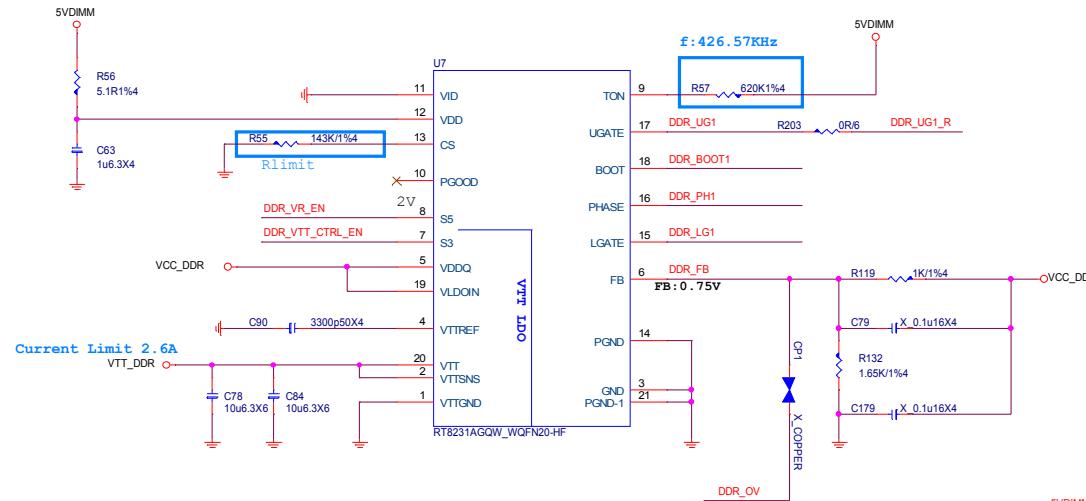 5VDIMM
R56
5.1R1%4
C63
1u6.3X4
R55
143K/1%4
Rlimit
2V
DDR_VR_EN
DDR_VTT_CTRL_EN
VCC_DDR
C90
3300p50X4
Current Limit 2.6A
VTT_DDR
C78
10u6.3X6
C84
10u6.3X6
U7
11
VID
12
VDD
13
CS
10
PGOOD
8
S5
7
S3
5
VDDQ
19
VLDOIN
4
VTTREF
20
VTT
2
VTTSNS
1
VTTGND
VTT LDO
RT8231AGQW_WQFN20-HF
TON
9
UGATE
17
BOOT
18
PHASE
16
LGATE
15
FB
6
PGND
14
GND
3
PGND-1
21
f:426.57KHz
5VDIMM
R57
620K1%4
DDR_UG1
R203
0R/6
DDR_UG1_R
DDR_BOOT1
DDR_PH1
DDR_LG1
DDR_FB
FB:0.75V
R119
1K/1%4
VCC_DD
C79
X_0.1u16X4
R132
1.65K/1%4
C179
X_0.1u16X4
CP1
X_COPPER
DDR_OV